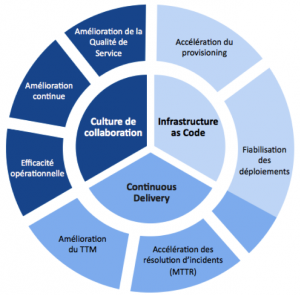 Amélioration de la
Qualité de
Service
Accélération du
provisioning
Amélioration
continue
Culture de
collaboration
Infrastructure
as Code
Fiabilisation
des
déploiements
Efficacité
opérationnelle
Continuous
Delivery
Amélioration
du TTM
Accélération des
résolution d'incidents
(MTTR)